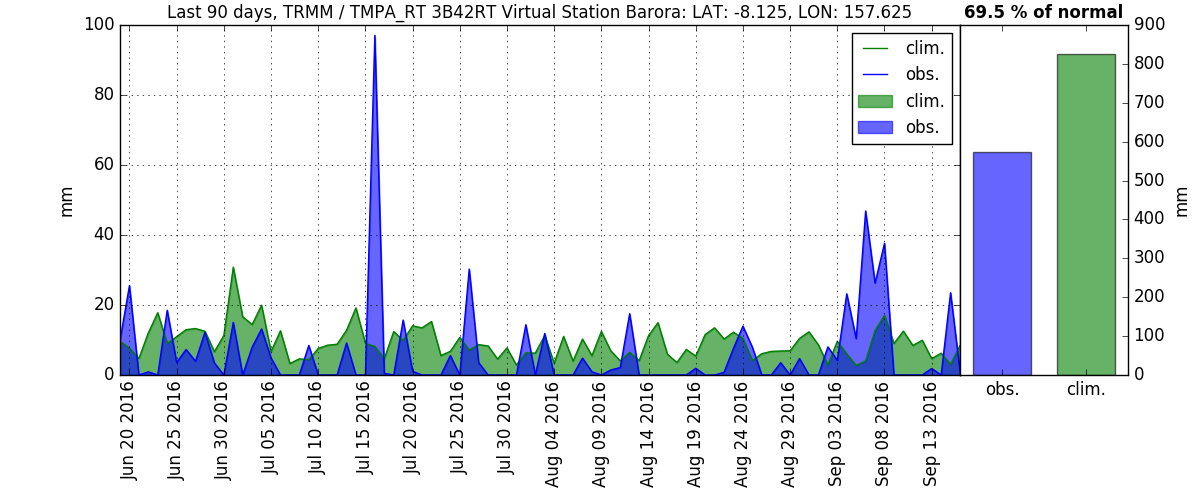 Last 90 days, TRMM / TMPA_RT 3B42RT Virtual Station Barora: LAT: -8.125, LON: 157.625
69.5 % of normal
100
80
60
40
20
0
mm
clim.
obs.
clim.
obs.
900
800
700
600
500
400
300
200
100
0
mm
obs.
clim.
Jun 20 2016
Jun 25 2016
Jun 30 2016
Jul 05 2016
Jul 10 2016
Jul 15 2016
Jul 20 2016
Jul 25 2016
Jul 30 2016
Aug 04 2016
Aug 09 2016
Aug 14 2016
Aug 19 2016
Aug 24 2016
Aug 29 2016
Sep 03 2016
Sep 08 2016
Sep 13 2016